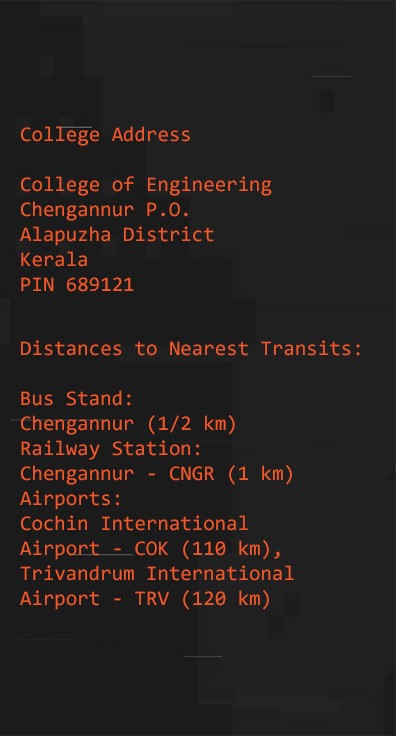 College Address
College of Engineering
Chengannur P.O.
Alapuzha District
Kerala
PIN 689121
Distances to Nearest Transits:
Bus Stand:
Chengannur (1/2 km)
Railway Station:
Chengannur - CNGR (1 km)
Airports:
Cochin International
Airport - COK (110 km),
Trivandrum International
Airport - TRV (120 km)